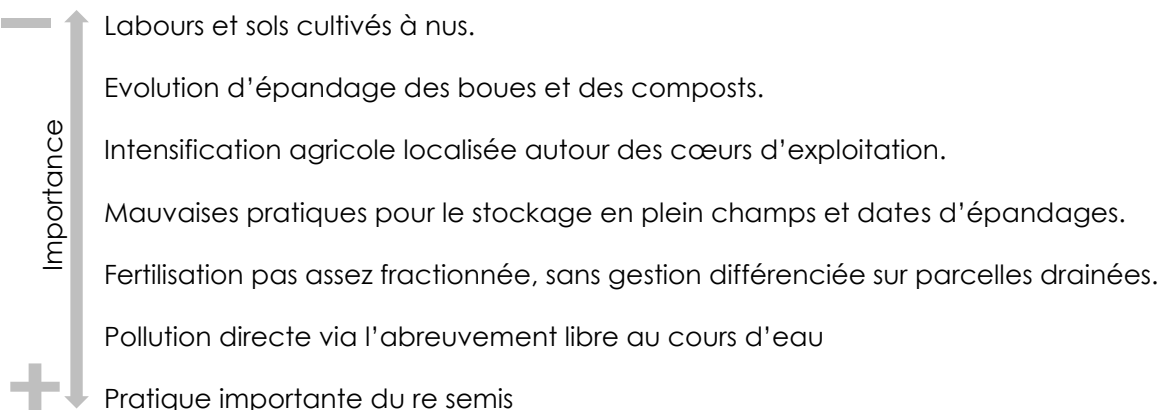 Labours et sols cultivés à nus.
Evolution d’épandage des boues et des composts.
Importance
Intensification agricole localisée autour des cœurs d’exploitation.
Mauvaises pratiques pour le stockage en plein champs et dates d’épandages.
Fertilisation pas assez fractionnée, sans gestion différenciée sur parcelles drainées.
Pollution directe via l’abreuvement libre au cours d’eau
Pratique importante du re semis